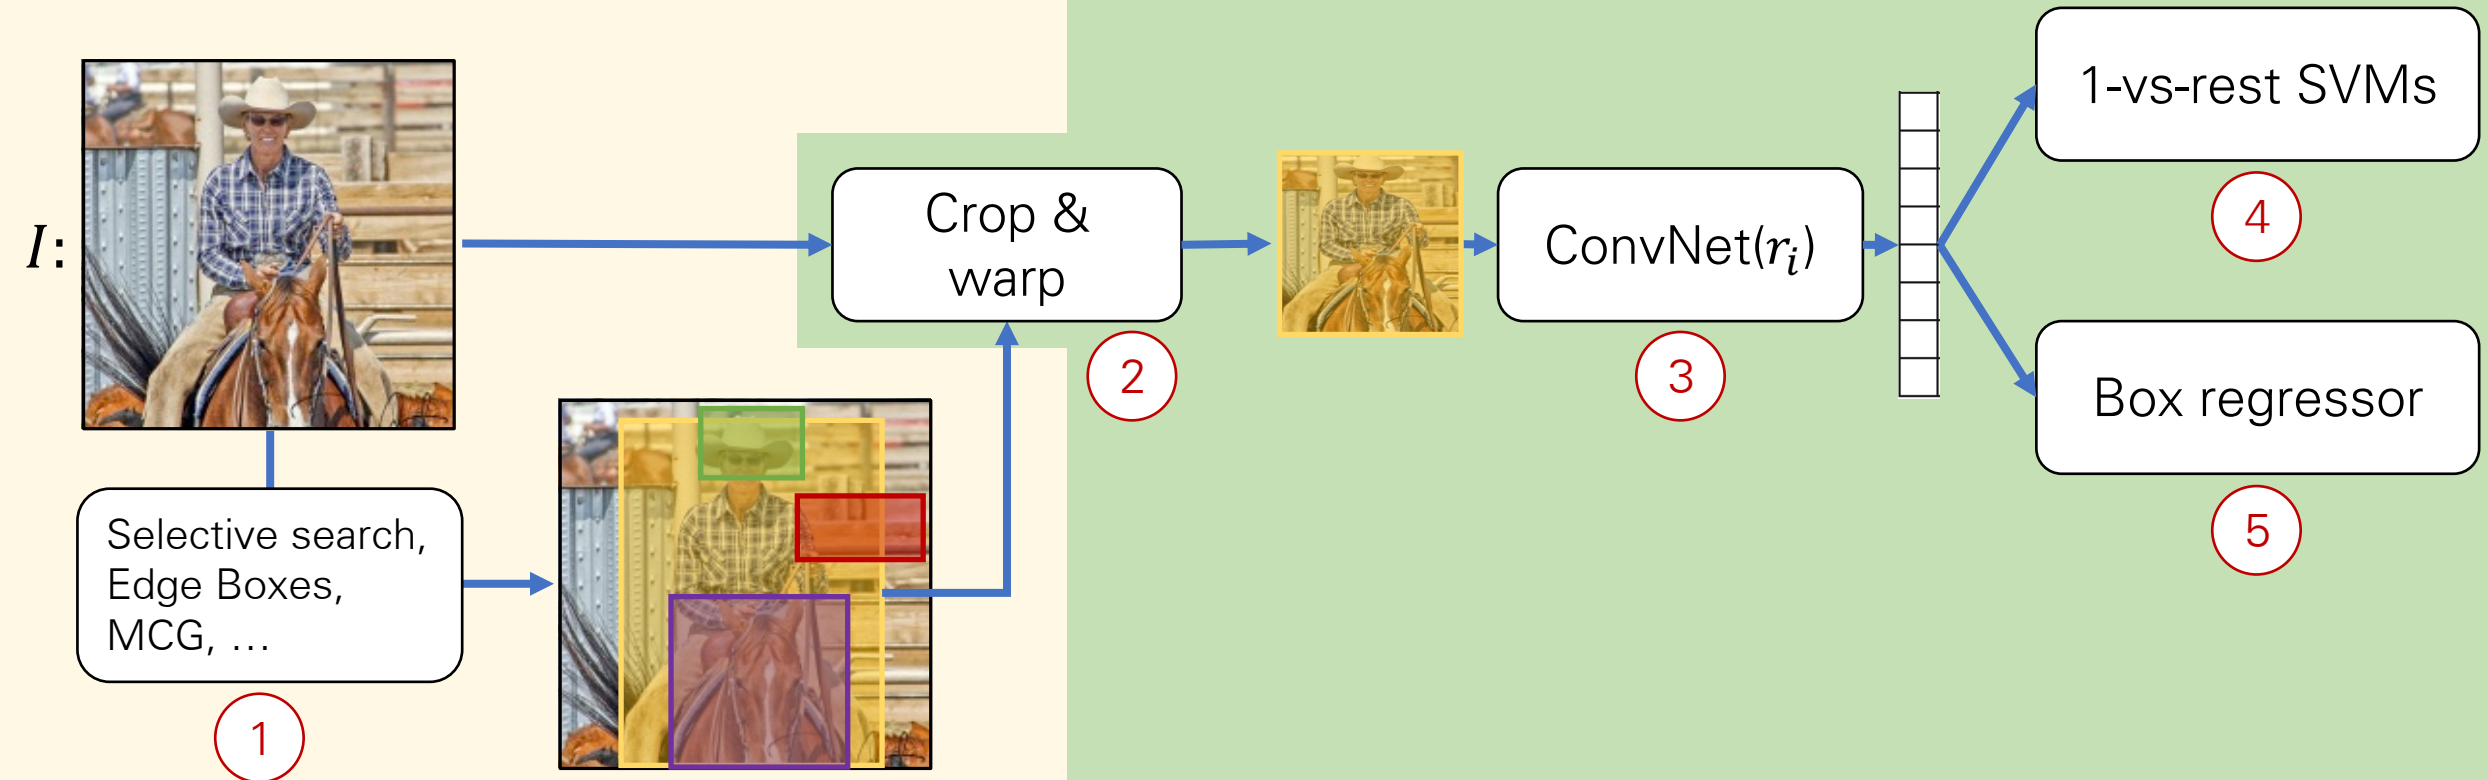 I:
Selective search,
Edge Boxes,
MCG, …
1
Crop &
warp
2
ConvNet(rᵢ)
3
1-vs-rest SVMs
4
Box regressor
5